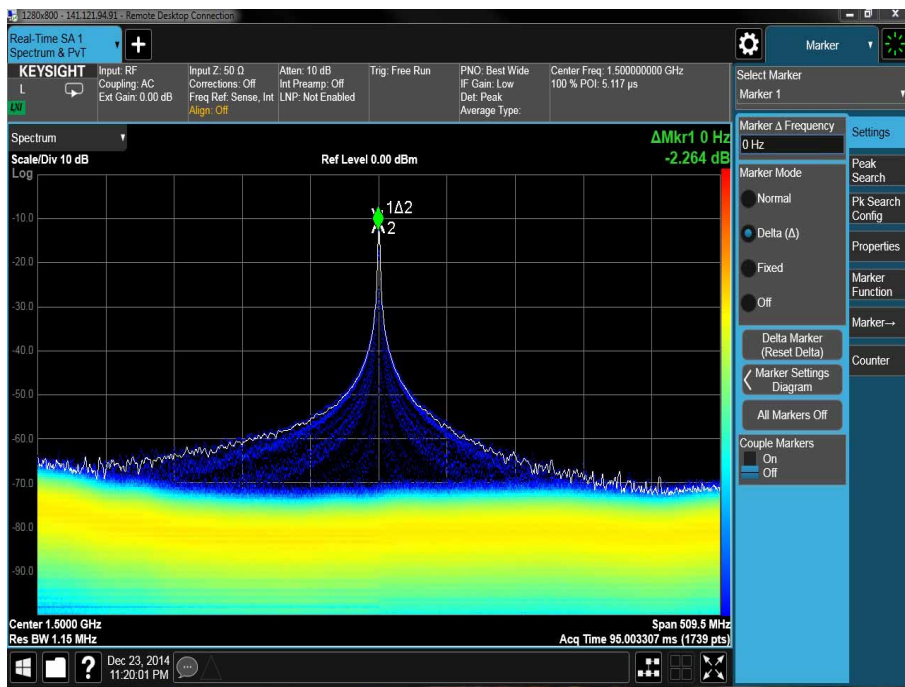 1280x800 - 141.121.94.91 - Remote Desktop Connection
Real-Time SA 1
Spectrum & PvT
Marker
KEYSIGHT
L
LXI
Input: RF
Coupling: AC
Ext Gain: 0.00 dB
Input Z: 50 Ω
Corrections: Off
Freq Ref: Sense, Int
Align: Off
Atten: 10 dB
Int Preamp: Off
LNP: Not Enabled
Trig: Free Run
PNO: Best Wide
IF Gain: Low
Det: Peak
Average Type:
Center Freq: 1.500000000 GHz
100 % POI: 5.117 µs
Select Marker
Marker 1
Spectrum
Scale/Div 10 dB
Log
Ref Level 0.00 dBm
ΔMkr1 0 Hz
-2.264 dB
1Δ2
2
-10.0
-20.0
-30.0
-40.0
-50.0
-60.0
-70.0
-80.0
-90.0
Center 1.5000 GHz
Res BW 1.15 MHz
Span 509.5 MHz
Acq Time 95.003307 ms (1739 pts)
Marker Δ Frequency
0 Hz
Marker Mode
Normal
Delta (Δ)
Fixed
Off
Delta Marker
(Reset Delta)
Marker Settings
Diagram
All Markers Off
Couple Markers
On
Off
Settings
Peak
Search
Pk Search
Config
Properties
Marker
Function
Marker→
Counter
?
Dec 23, 2014
11:20:01 PM